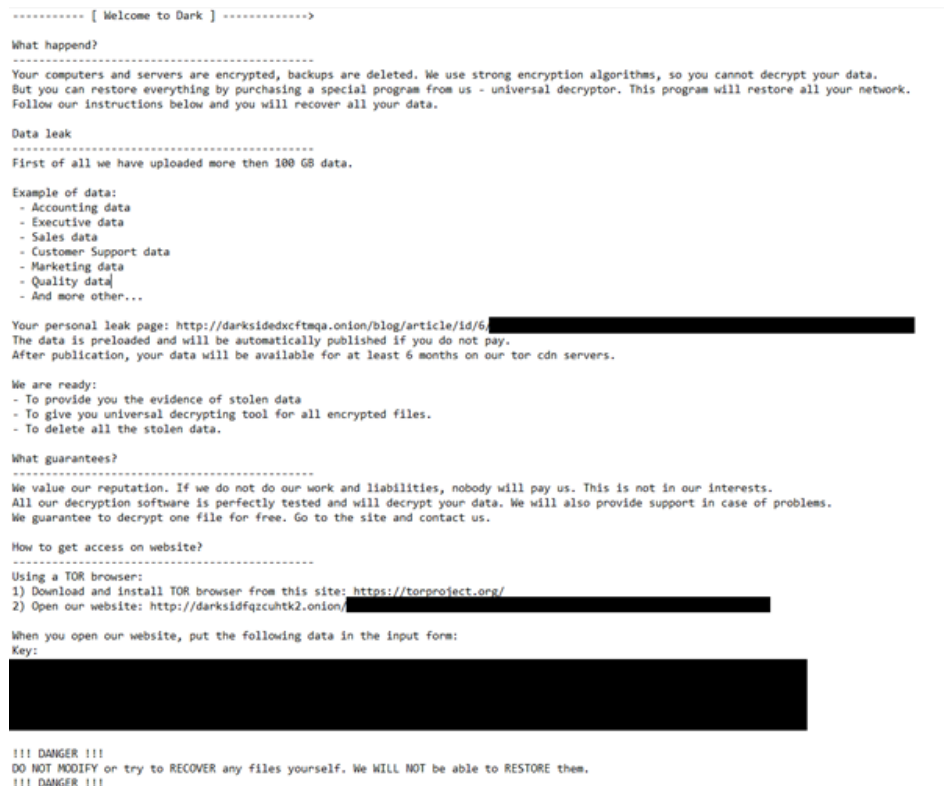 ----------- [ Welcome to Dark ] ------------->
What happend?
----------------------------------------------
Your computers and servers are encrypted, backups are deleted. We use strong encryption algorithms, so you cannot decrypt your data.
But you can restore everything by purchasing a special program from us - universal decryptor. This program will restore all your network.
Follow our instructions below and you will recover all your data.
Data leak
----------------------------------------------
First of all we have uploaded more then 100 GB data.
Example of data:
- Accounting data
- Executive data
- Sales data
- Customer Support data
- Marketing data
- Quality data
- And more other...
Your personal leak page: http://darksidedxcftmqa.onion/blog/article/id/6/
The data is preloaded and will be automatically published if you do not pay.
After publication, your data will be available for at least 6 months on our tor cdn servers.
We are ready:
- To provide you the evidence of stolen data
- To give you universal decrypting tool for all encrypted files.
- To delete all the stolen data.
What guarantees?
----------------------------------------------
We value our reputation. If we do not do our work and liabilities, nobody will pay us. This is not in our interests.
All our decryption software is perfectly tested and will decrypt your data. We will also provide support in case of problems.
We guarantee to decrypt one file for free. Go to the site and contact us.
How to get access on website?
----------------------------------------------
Using a TOR browser:
1) Download and install TOR browser from this site: https://torproject.org/
2) Open our website: http://darksidfqzcuhtk2.onion/
When you open our website, put the following data in the input form:
Key:
!!! DANGER !!!
DO NOT MODIFY or try to RECOVER any files yourself. We WILL NOT be able to RESTORE them.
!!! DANGER !!!